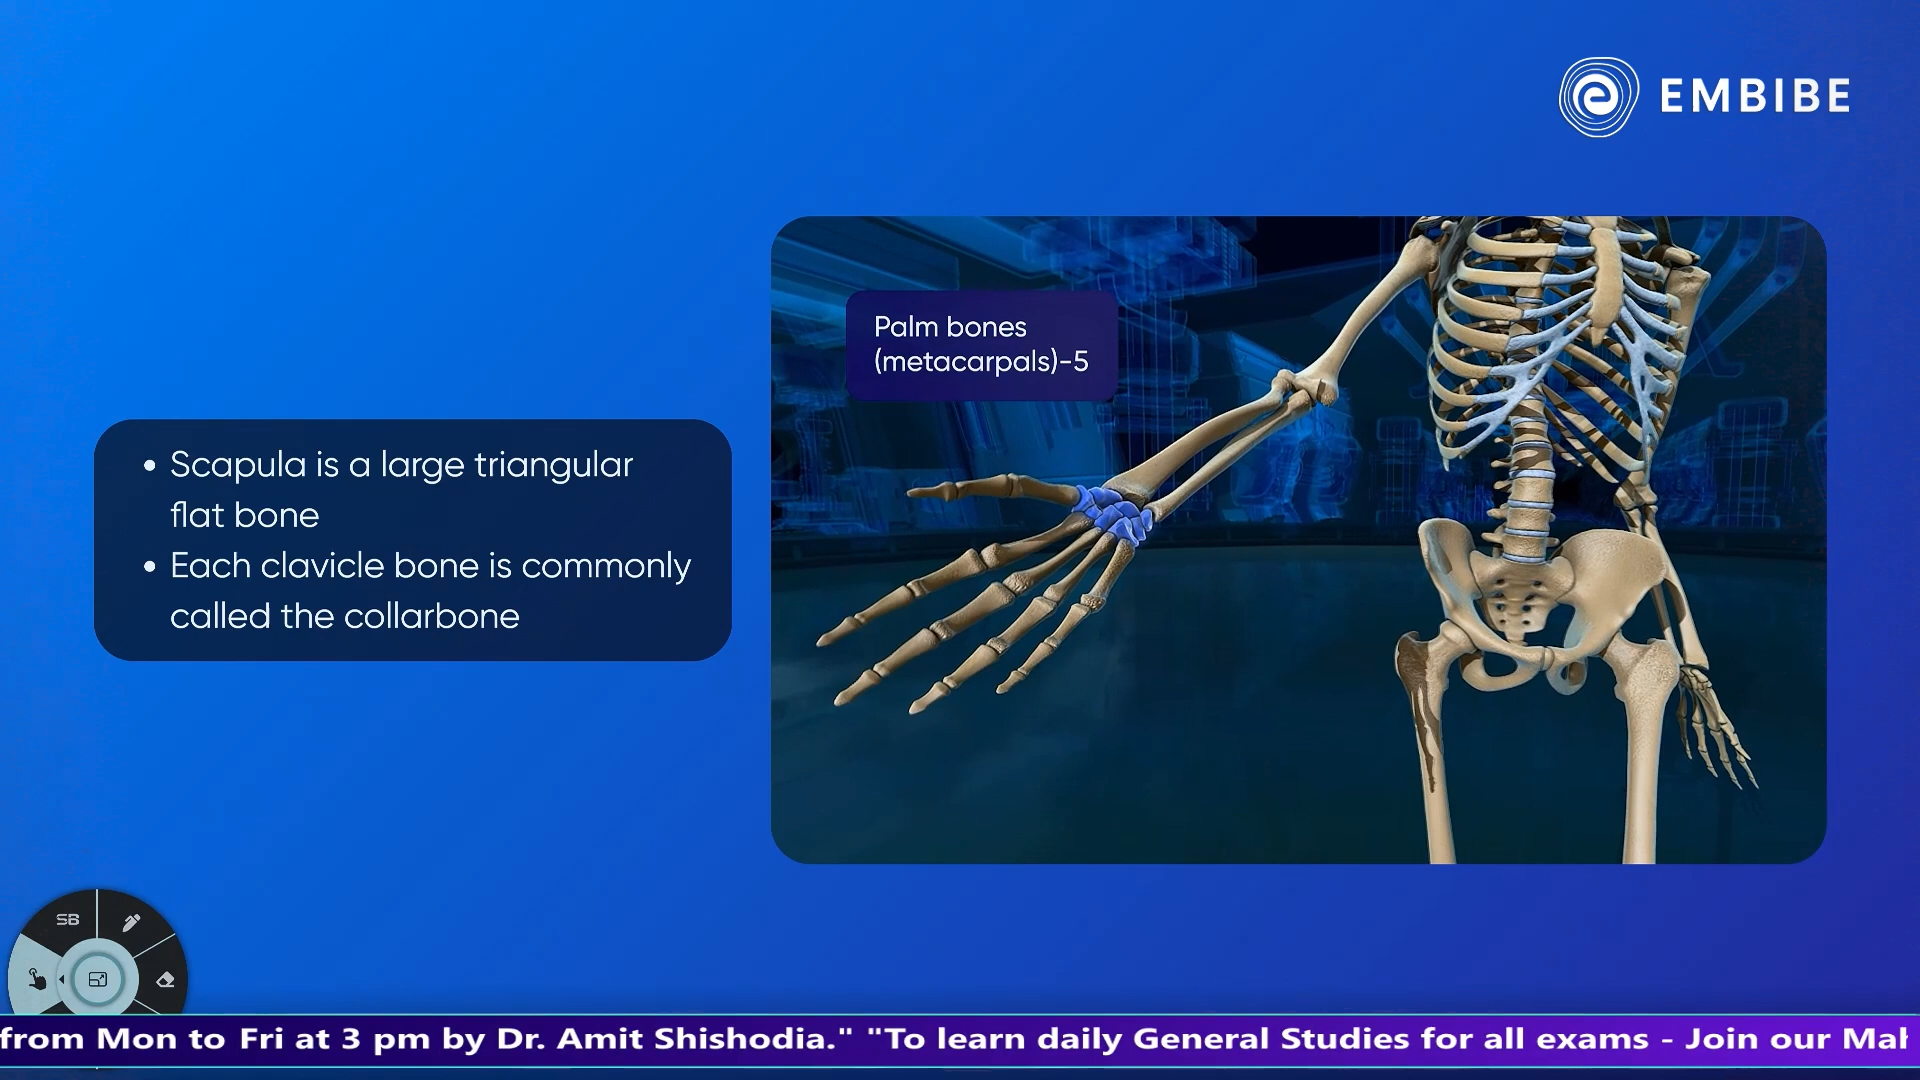 EMBIBE
Palm bones
(metacarpals)-5
• Scapula is a large triangular
flat bone
• Each clavicle bone is commonly
called the collarbone
SB
from Mon to Fri at 3 pm by Dr. Amit Shishodia." "To learn daily General Studies for all exams - Join our